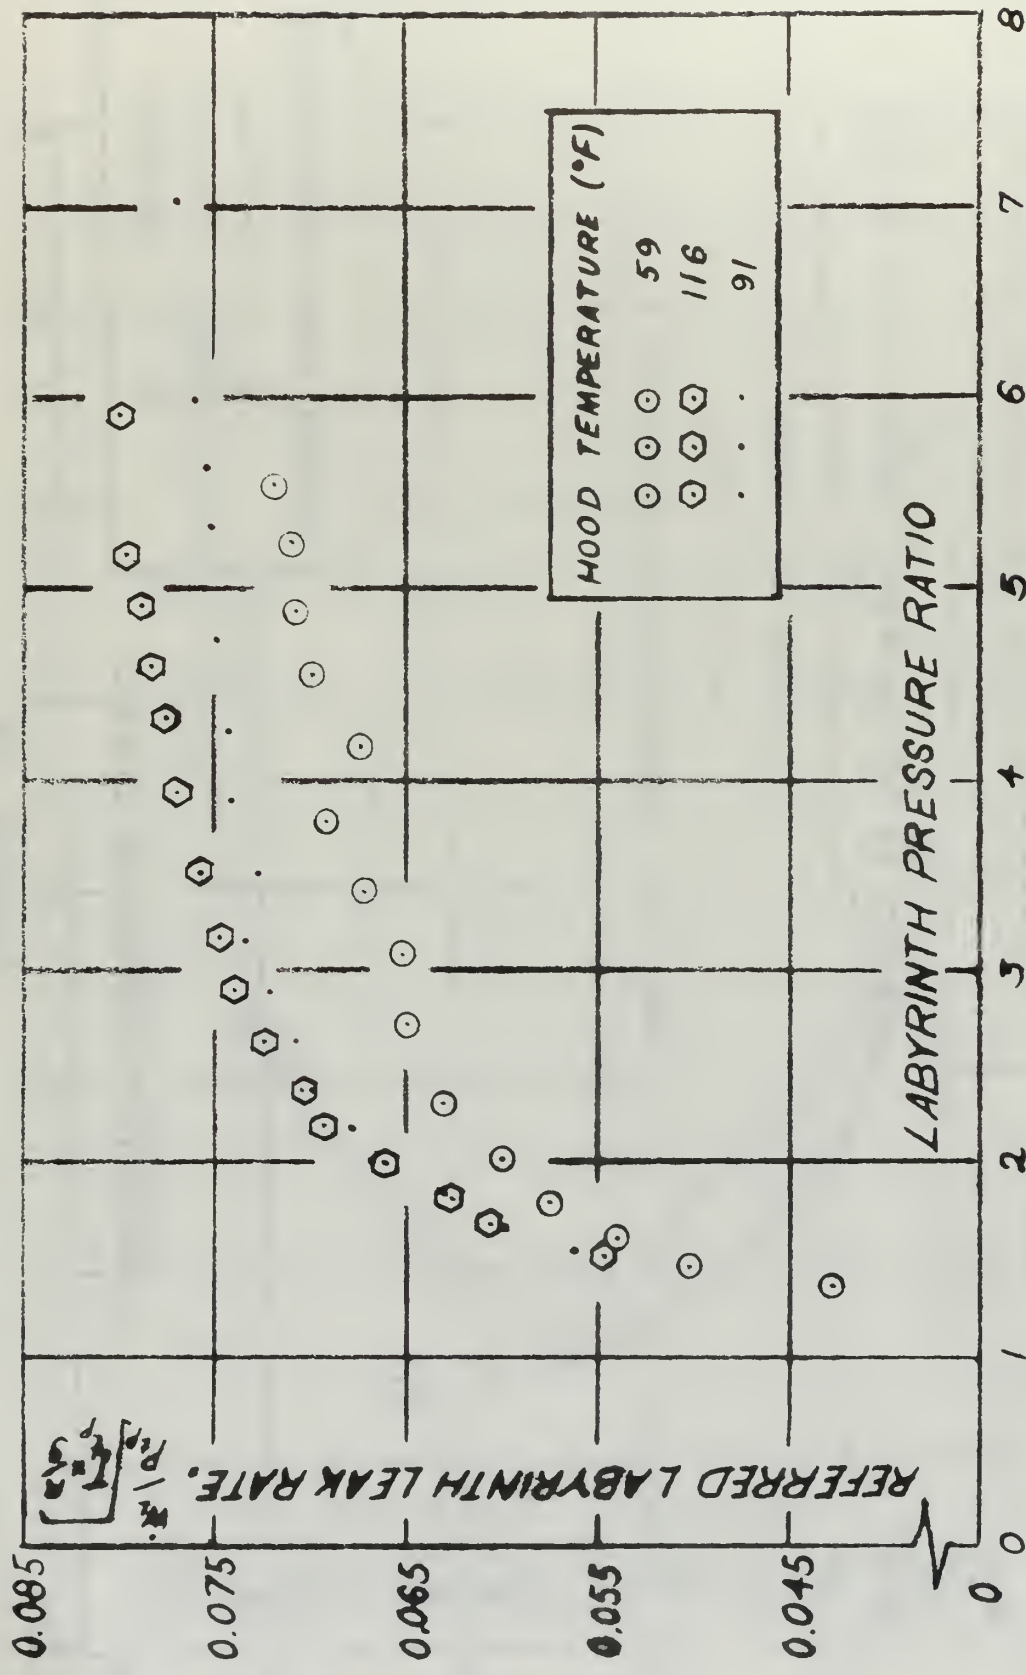 REFERRED LABYRINTH LEAK RATE.
0.085
0.075
0.065
0.055
0.045
0
0 1 2 3 4 5 6 7 8
LABYRINTH PRESSURE RATIO
HOOD TEMPERATURE (°F)
59
116
91